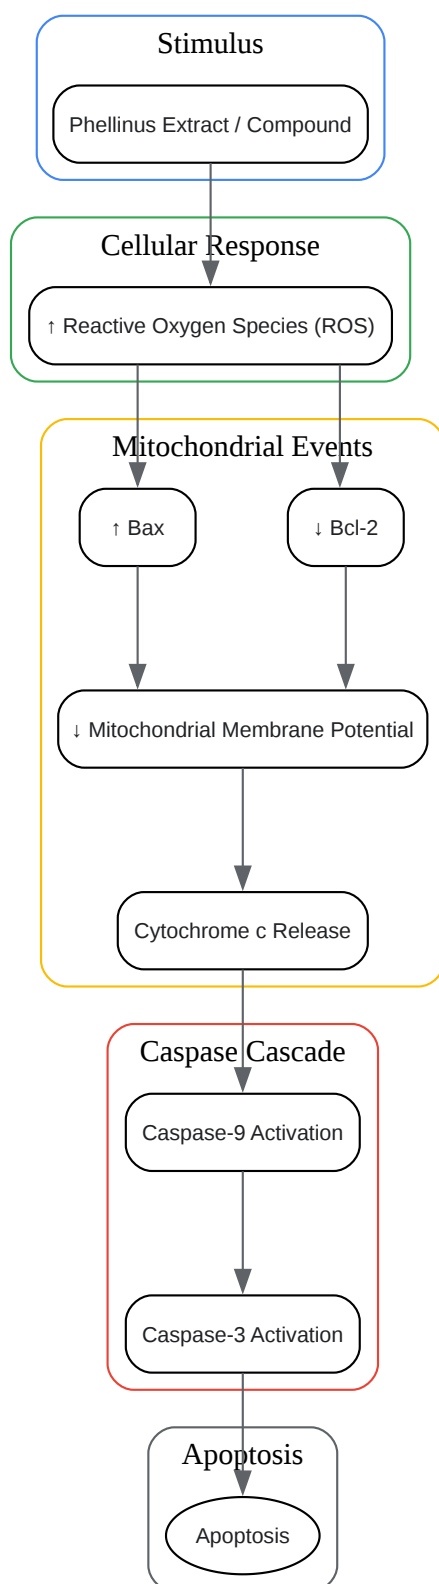 Stimulus
Phellinus Extract / Compound
Cellular Response
↑ Reactive Oxygen Species (ROS)
Mitochondrial Events
↑ Bax
↓ Bcl-2
↓ Mitochondrial Membrane Potential
Cytochrome c Release
Caspase Cascade
Caspase-9 Activation
Caspase-3 Activation
Apoptosis
Apoptosis